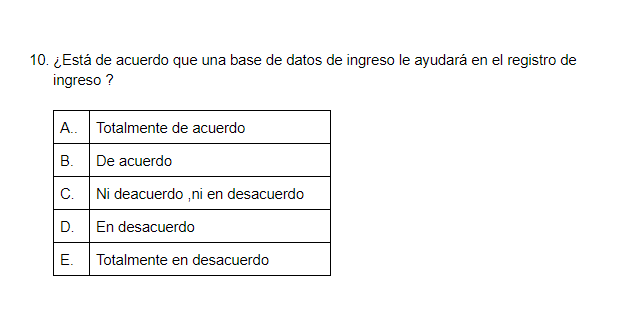 10. ¿Está de acuerdo que una base de datos de ingreso le ayudará en el registro de
ingreso ?
A.. Totalmente de acuerdo
B. De acuerdo
C. Ni deacuerdo ,ni en desacuerdo
D. En desacuerdo
E. Totalmente en desacuerdo